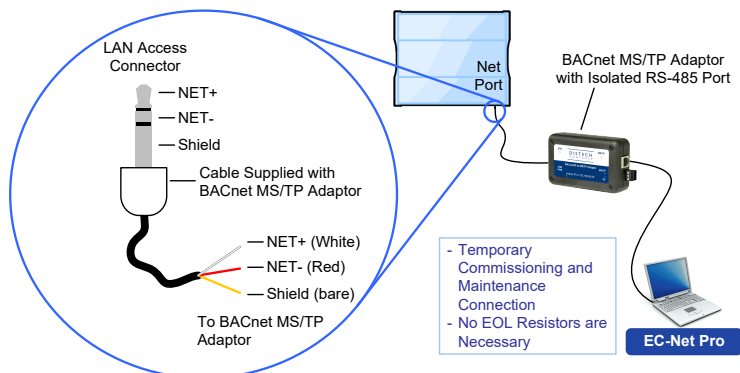 LAN Access
Connector
NET+
NET-
Shield
Cable Supplied with
BACnet MS/TP Adaptor
NET+ (White)
NET- (Red)
Shield (bare)
To BACnet MS/TP
Adaptor
Net
Port
BACnet MS/TP Adaptor
with Isolated RS-485 Port
DISTECH
- Temporary
Commissioning and
Maintenance
Connection
- No EOL Resistors are
Necessary
EC-Net Pro